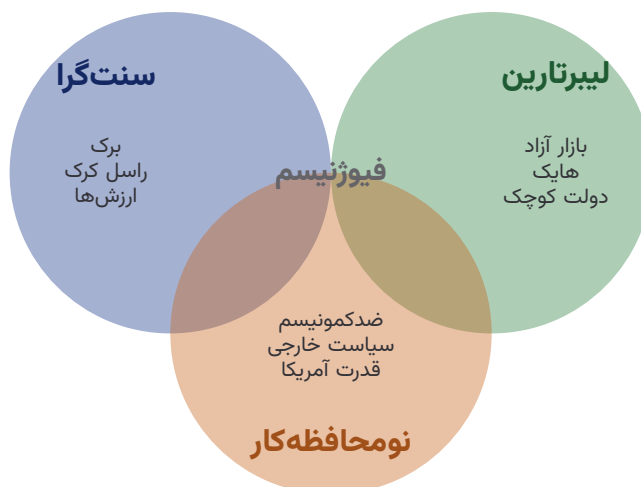 لیبرتارین
بازار آزاد
هایک
دولت کوچک
سنت‌گرا
برک
راسل کرک
ارزش‌ها
فیوژنیسم
ضدکمونیسم
سیاست خارجی
قدرت آمریکا
نومحافظه‌کار